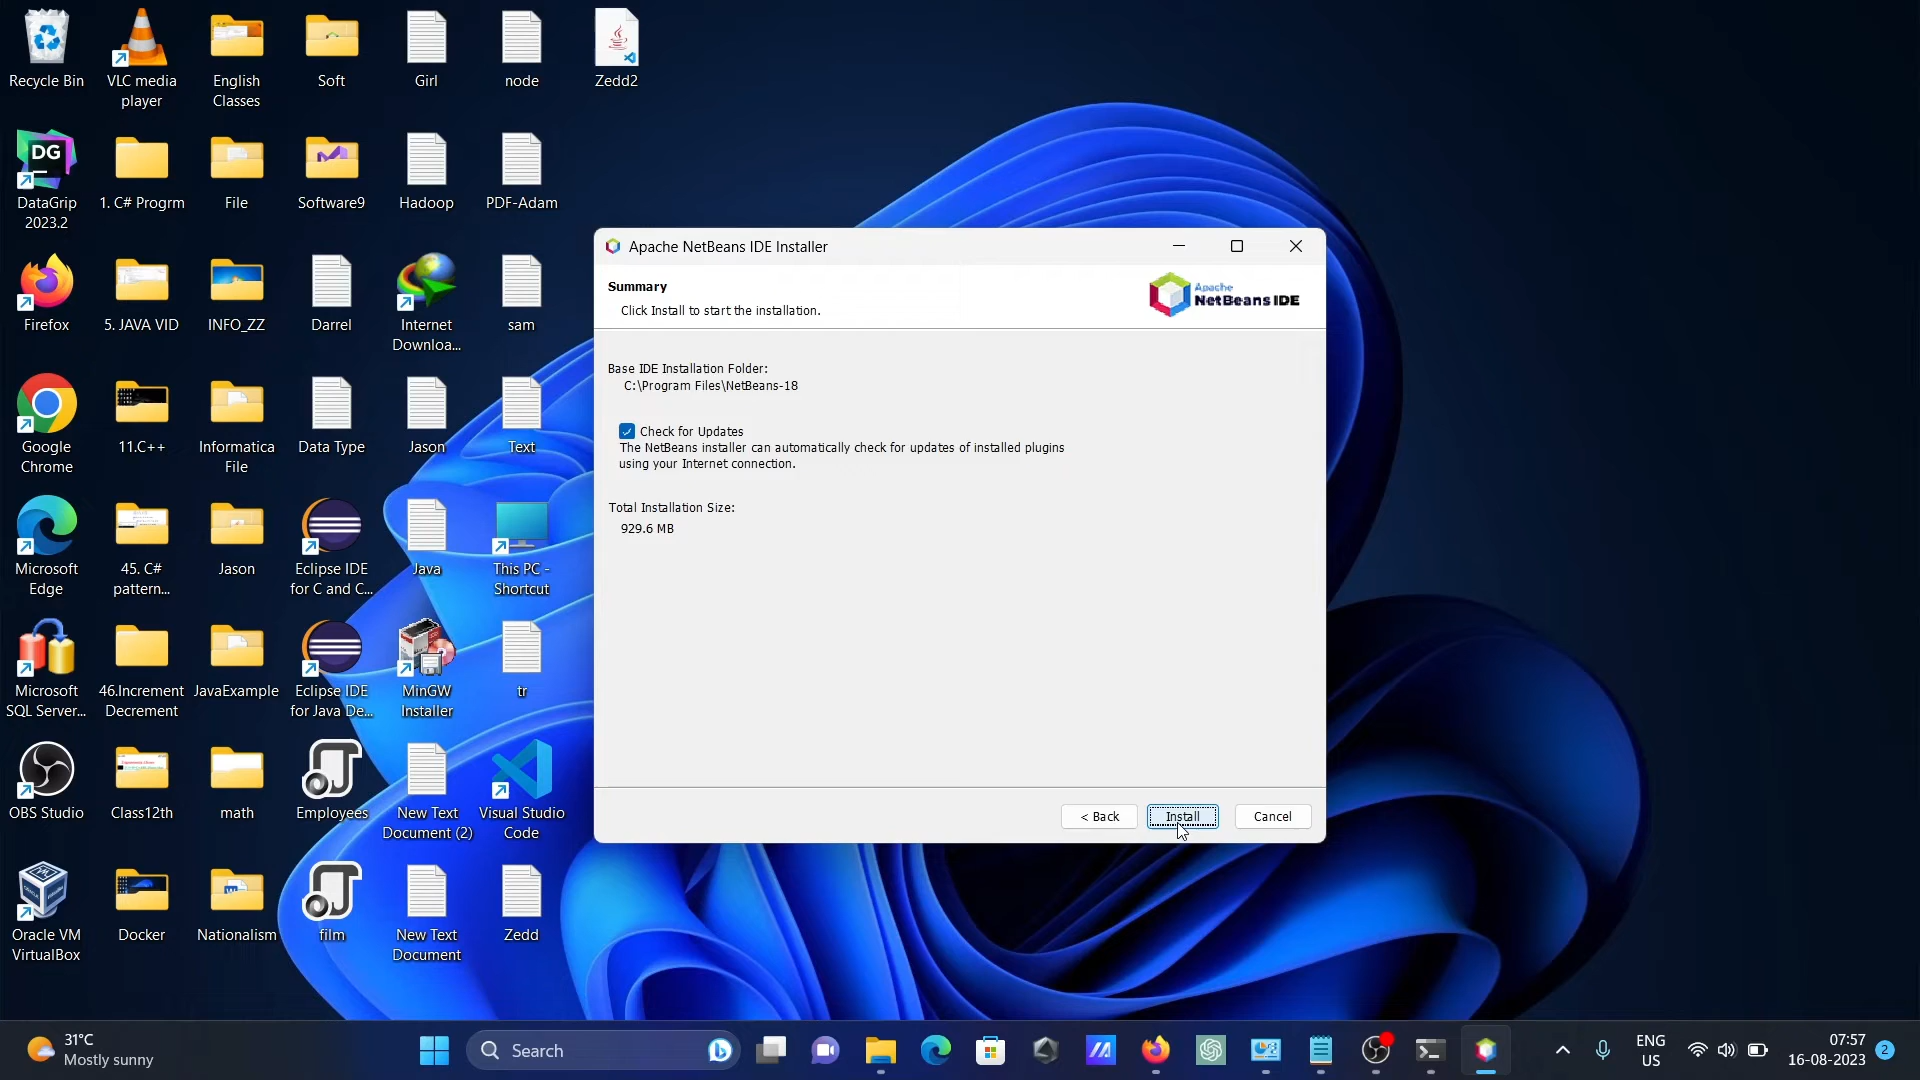 Recycle Bin
VLC media
player
English
Classes
Soft
Girl
node
Zedd2
DG
DataGrip
2023.2
1. C# Progrm
File
Software9
Hadoop
PDF-Adam
Firefox
5. JAVA VID
INFO_ZZ
Darrel
Internet
Downloa...
sam
Google
Chrome
11.C++
Informatica
File
Data Type
Jason
Text
Microsoft
Edge
45. C#
pattern...
Jason
Eclipse IDE
for C and C...
Java
This PC -
Shortcut
Microsoft
SQL Server...
46.Increment
Decrement
JavaExample
Eclipse IDE
for Java De...
MinGW
Installer
tr
OBS Studio
Class12th
math
Employees
New Text
Document (2)
Visual Studio
Code
Oracle VM
VirtualBox
Docker
Nationalism
film
New Text
Document
Zedd
Apache NetBeans IDE Installer
Summary
Click Install to start the installation.
Apache
NetBeans IDE
Base IDE Installation Folder:
C:\Program Files\NetBeans-18
Check for Updates
The NetBeans installer can automatically check for updates of installed plugins
using your Internet connection.
Total Installation Size:
929.6 MB
< Back
Install
Cancel
31°C
Mostly sunny
Search
ENG
US
07:57
16-08-2023
2